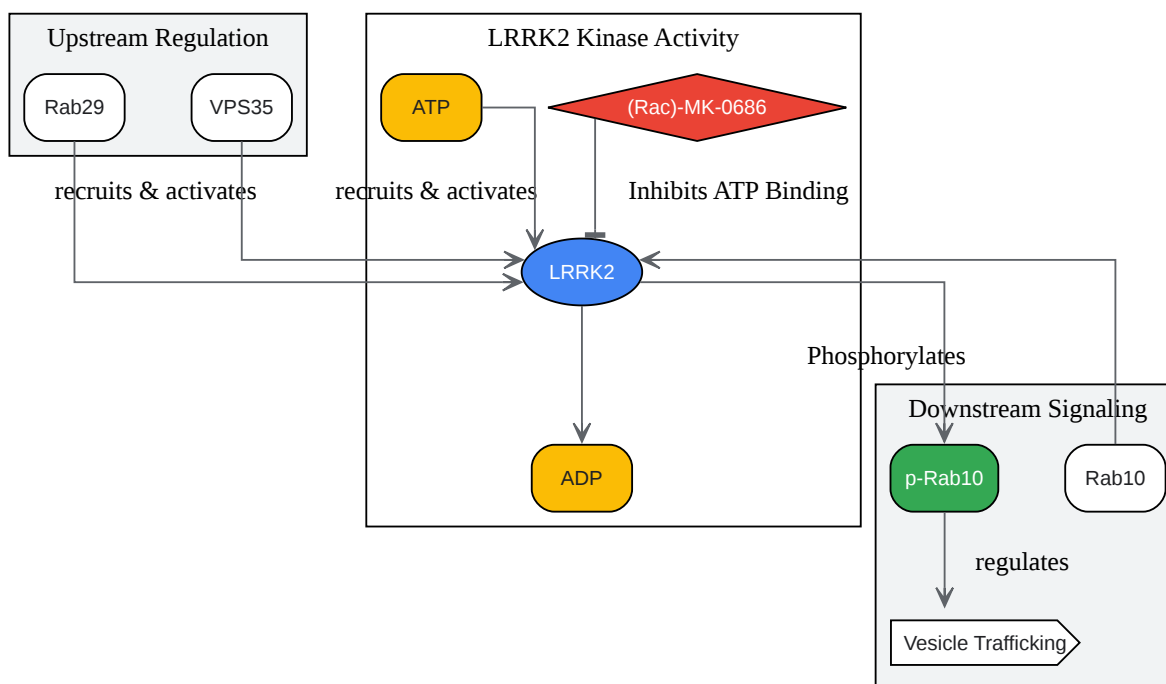 Upstream Regulation
LRRK2 Kinase Activity
Rab29
VPS35
ATP
(Rac)-MK-0686
recruits & activates
recruits & activates
Inhibits ATP Binding
LRRK2
Phosphorylates
Downstream Signaling
ADP
p-Rab10
Rab10
regulates
Vesicle Trafficking